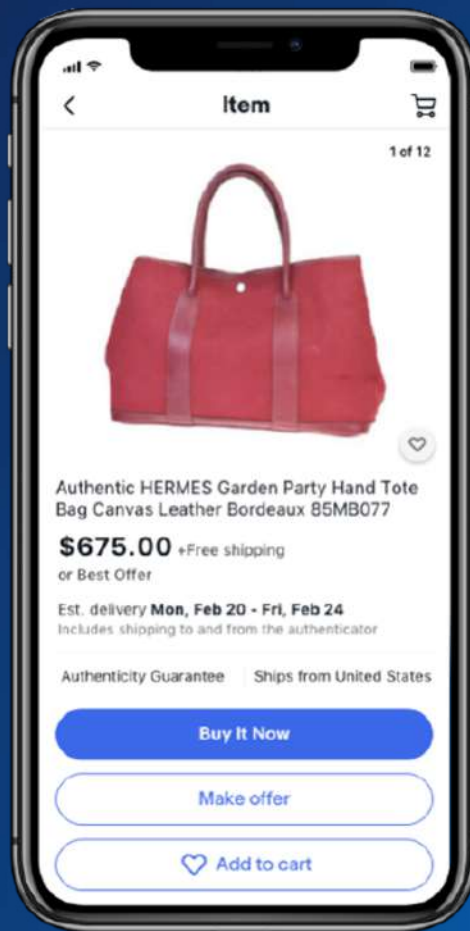 Item
1 of 12
Authentic HERMES Garden Party Hand Tote
Bag Canvas Leather Bordeaux 85MB077
$675.00 +Free shipping
or Best Offer
Est. delivery Mon, Feb 20 - Fri, Feb 24
Includes shipping to and from the authenticator
Authenticity Guarantee Ships from United States
Buy It Now
Make offer
Add to cart